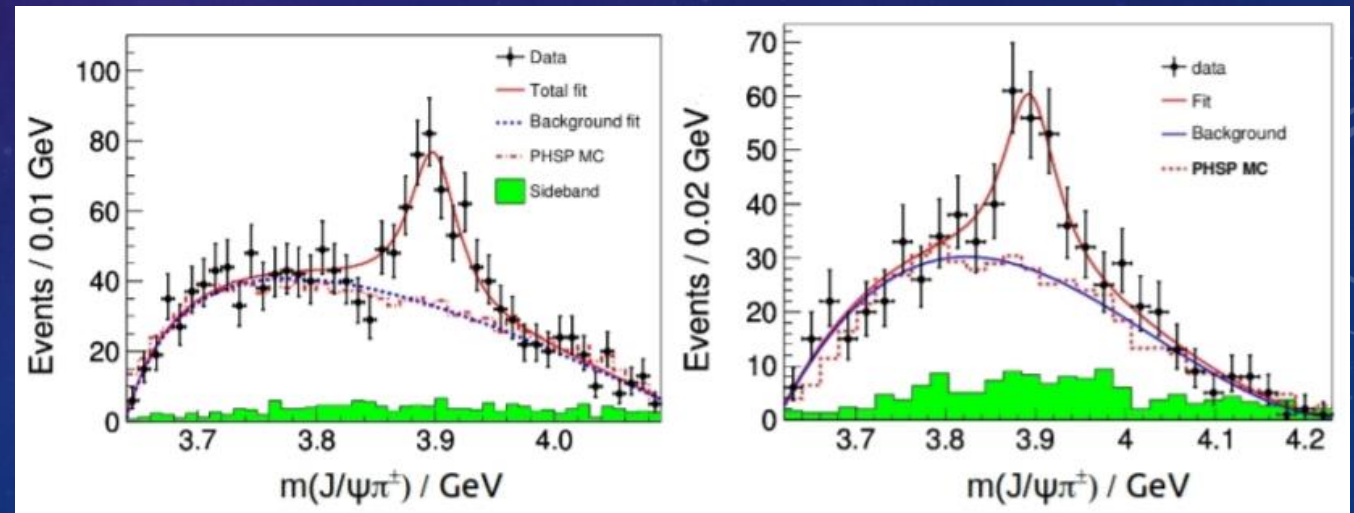 Events / 0.01 GeV
100
80
60
40
20
0
Data
Total fit
Background fit
PHSP MC
Sideband
3.7 3.8 3.9 4.0
m(J/ψπ±) / GeV
Events / 0.02 GeV
70
60
50
40
30
20
10
0
data
Fit
Background
PHSP MC
3.7 3.8 3.9 4 4.1 4.2
m(J/ψπ±) / GeV